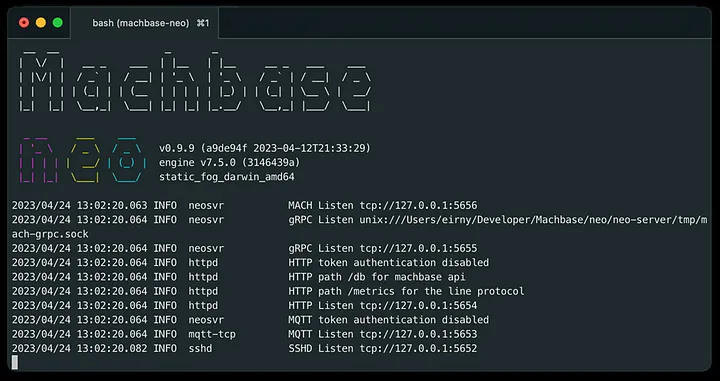 bash (machbase-neo) ⌘1
Machbase
neo
v0.9.9 (a9de94f 2023-04-12T21:33:29)
engine v7.5.0 (3146439a)
static_fog_darwin_amd64
2023/04/24 13:02:20.063 INFO  neosvr           MACH Listen tcp://127.0.0.1:5656
2023/04/24 13:02:20.064 INFO  neosvr           gRPC Listen unix:///Users/eirny/Developer/Machbase/neo/neo-server/tmp/m
ach-grpc.sock
2023/04/24 13:02:20.064 INFO  neosvr           gRPC Listen tcp://127.0.0.1:5655
2023/04/24 13:02:20.064 INFO  httpd            HTTP token authentication disabled
2023/04/24 13:02:20.064 INFO  httpd            HTTP path /db for machbase api
2023/04/24 13:02:20.064 INFO  httpd            HTTP path /metrics for the line protocol
2023/04/24 13:02:20.064 INFO  httpd            HTTP Listen tcp://127.0.0.1:5654
2023/04/24 13:02:20.064 INFO  neosvr           MQTT token authentication disabled
2023/04/24 13:02:20.064 INFO  mqtt-tcp         MQTT Listen tcp://127.0.0.1:5653
2023/04/24 13:02:20.082 INFO  sshd             SSHD Listen tcp://127.0.0.1:5652